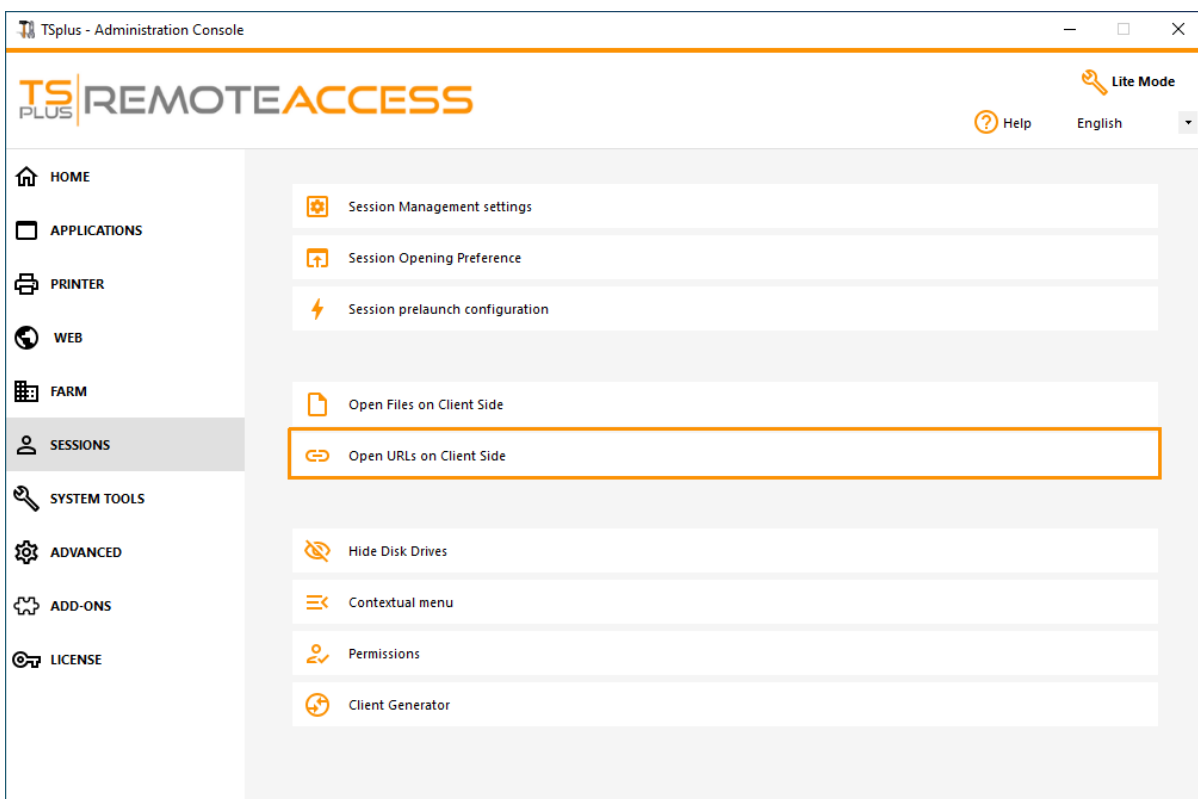 TSplus - Administration Console
TS PLUS REMOTEACCESS
Lite Mode
Help
English
HOME
APPLICATIONS
PRINTER
WEB
FARM
SESSIONS
SYSTEM TOOLS
ADVANCED
ADD-ONS
LICENSE
Session Management settings
Session Opening Preference
Session prelaunch configuration
Open Files on Client Side
Open URLs on Client Side
Hide Disk Drives
Contextual menu
Permissions
Client Generator